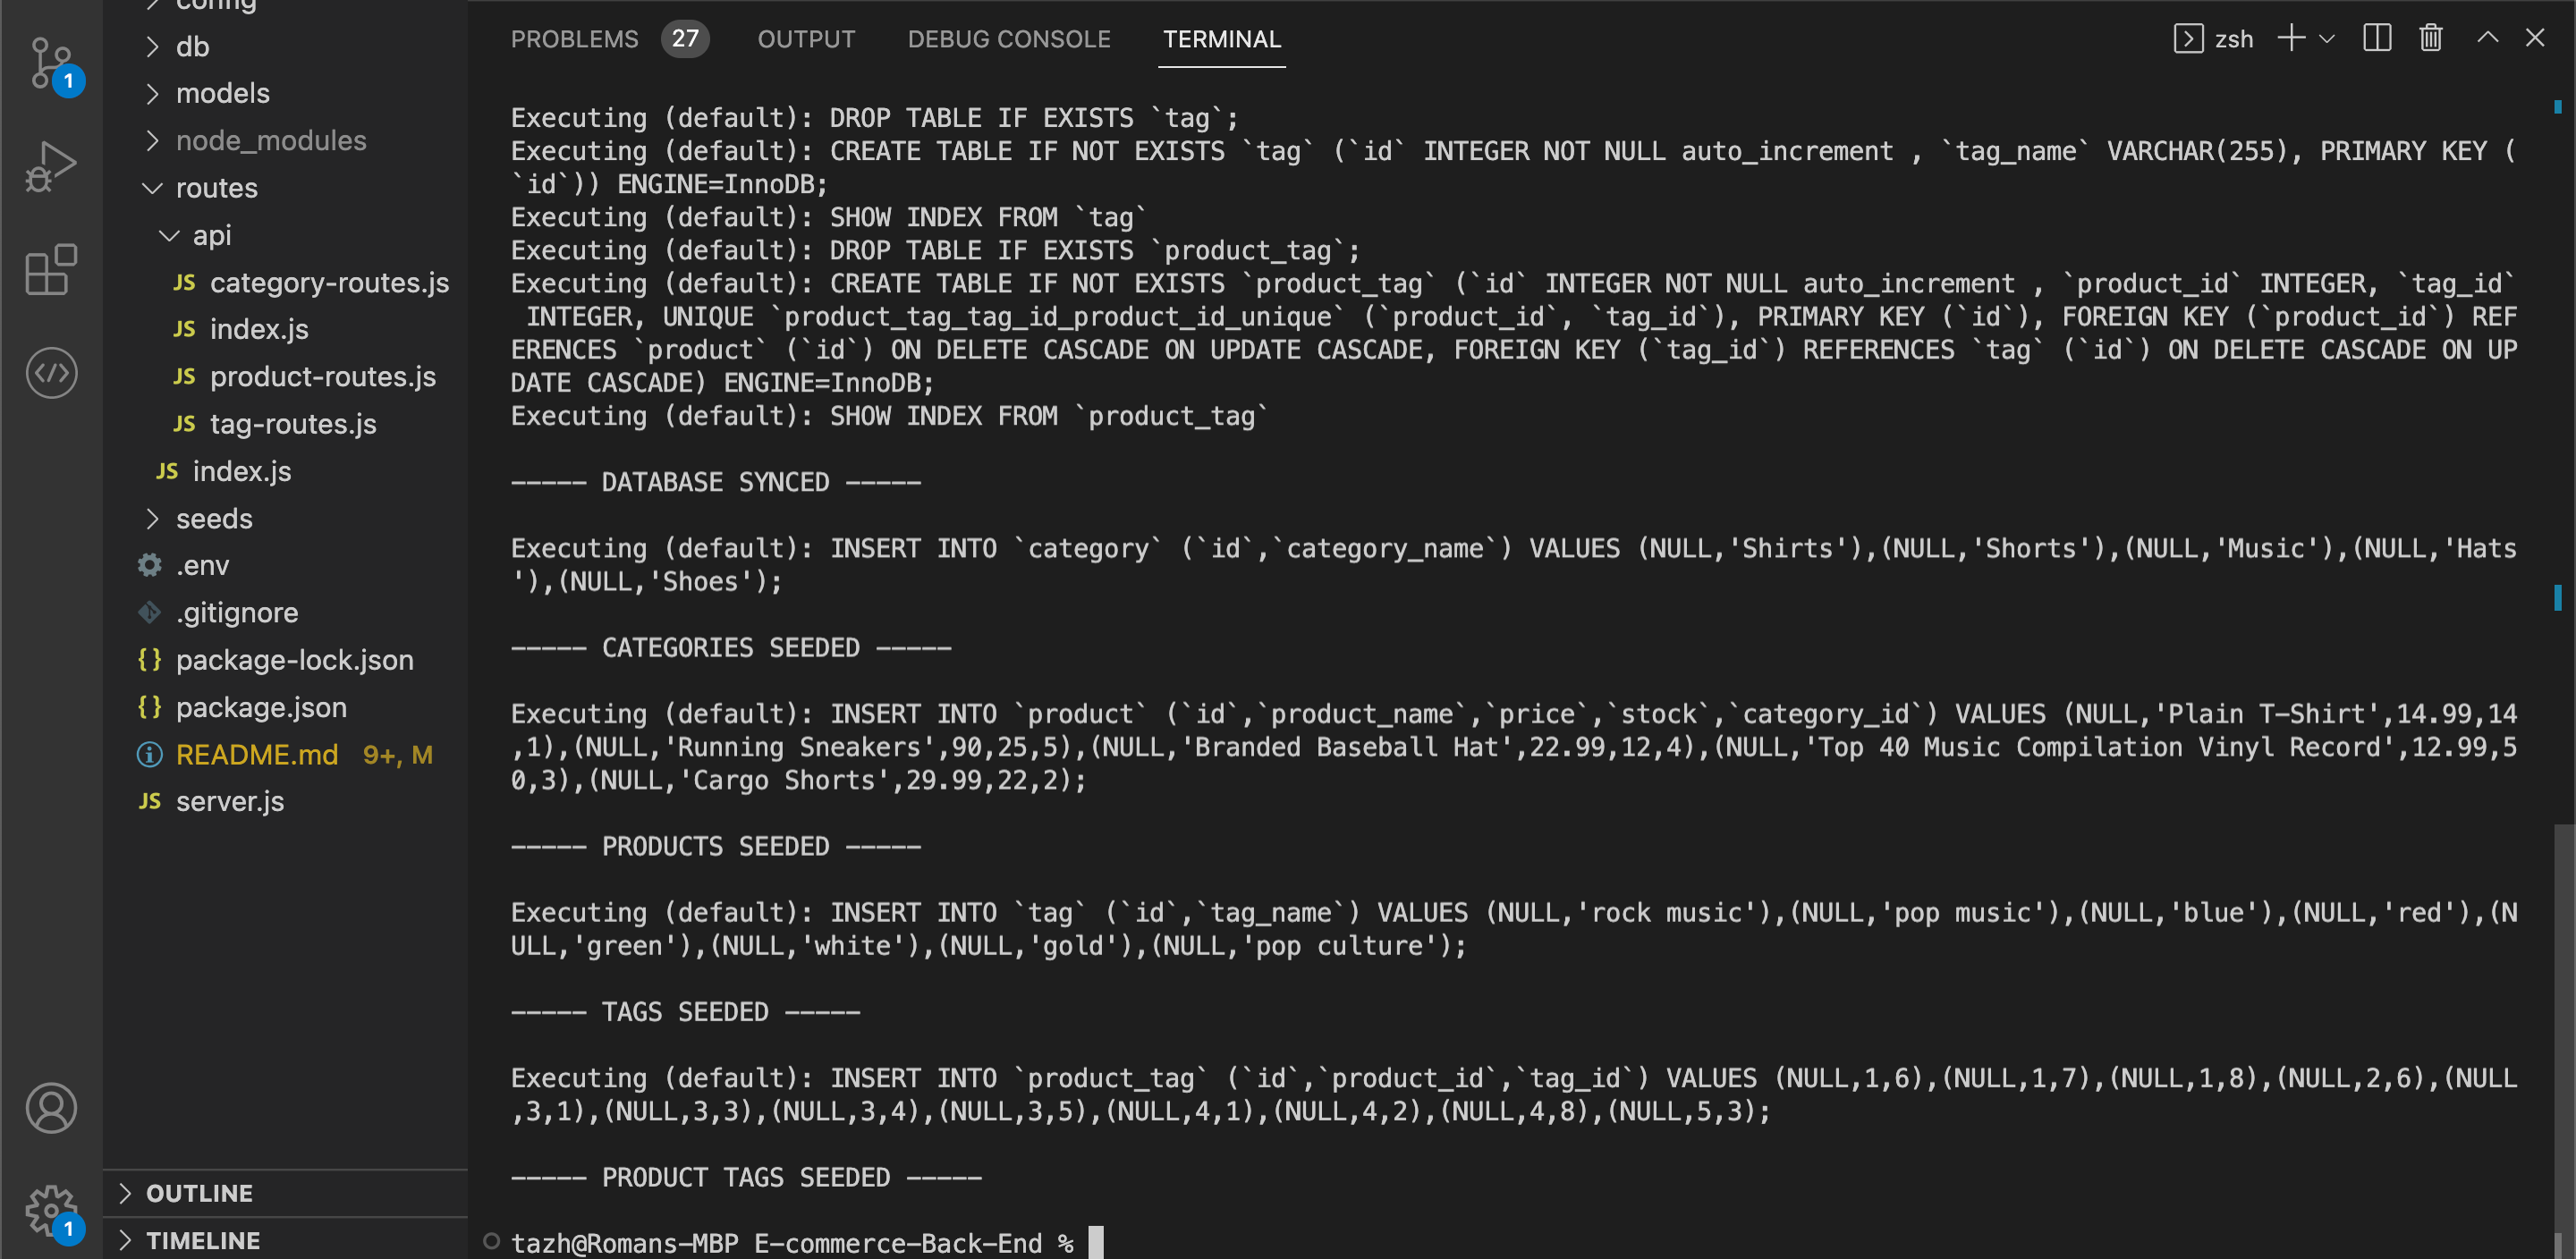 config
db
models
node_modules
routes
api
JS category-routes.js
JS index.js
JS product-routes.js
JS tag-routes.js
JS index.js
seeds
.env
.gitignore
{} package-lock.json
{} package.json
README.md 9+, M
JS server.js
OUTLINE
TIMELINE
1
1
PROBLEMS 27 OUTPUT DEBUG CONSOLE TERMINAL zsh
Executing (default): DROP TABLE IF EXISTS `tag`;
Executing (default): CREATE TABLE IF NOT EXISTS `tag` (`id` INTEGER NOT NULL auto_increment , `tag_name` VARCHAR(255), PRIMARY KEY (
`id`)) ENGINE=InnoDB;
Executing (default): SHOW INDEX FROM `tag`
Executing (default): DROP TABLE IF EXISTS `product_tag`;
Executing (default): CREATE TABLE IF NOT EXISTS `product_tag` (`id` INTEGER NOT NULL auto_increment , `product_id` INTEGER, `tag_id`
INTEGER, UNIQUE `product_tag_tag_id_product_id_unique` (`product_id`, `tag_id`), PRIMARY KEY (`id`), FOREIGN KEY (`product_id`) REF
ERENCES `product` (`id`) ON DELETE CASCADE ON UPDATE CASCADE, FOREIGN KEY (`tag_id`) REFERENCES `tag` (`id`) ON DELETE CASCADE ON UP
DATE CASCADE) ENGINE=InnoDB;
Executing (default): SHOW INDEX FROM `product_tag`
----- DATABASE SYNCED -----
Executing (default): INSERT INTO `category` (`id`,`category_name`) VALUES (NULL,'Shirts'),(NULL,'Shorts'),(NULL,'Music'),(NULL,'Hats
'),(NULL,'Shoes');
----- CATEGORIES SEEDED -----
Executing (default): INSERT INTO `product` (`id`,`product_name`,`price`,`stock`,`category_id`) VALUES (NULL,'Plain T-Shirt',14.99,14
,1),(NULL,'Running Sneakers',90,25,5),(NULL,'Branded Baseball Hat',22.99,12,4),(NULL,'Top 40 Music Compilation Vinyl Record',12.99,5
0,3),(NULL,'Cargo Shorts',29.99,22,2);
----- PRODUCTS SEEDED -----
Executing (default): INSERT INTO `tag` (`id`,`tag_name`) VALUES (NULL,'rock music'),(NULL,'pop music'),(NULL,'blue'),(NULL,'red'),(N
ULL,'green'),(NULL,'white'),(NULL,'gold'),(NULL,'pop culture');
----- TAGS SEEDED -----
Executing (default): INSERT INTO `product_tag` (`id`,`product_id`,`tag_id`) VALUES (NULL,1,6),(NULL,1,7),(NULL,1,8),(NULL,2,6),(NULL
,3,1),(NULL,3,3),(NULL,3,4),(NULL,3,5),(NULL,4,1),(NULL,4,2),(NULL,4,8),(NULL,5,3);
----- PRODUCT TAGS SEEDED -----
tazh@Romans-MBP E-commerce-Back-End %